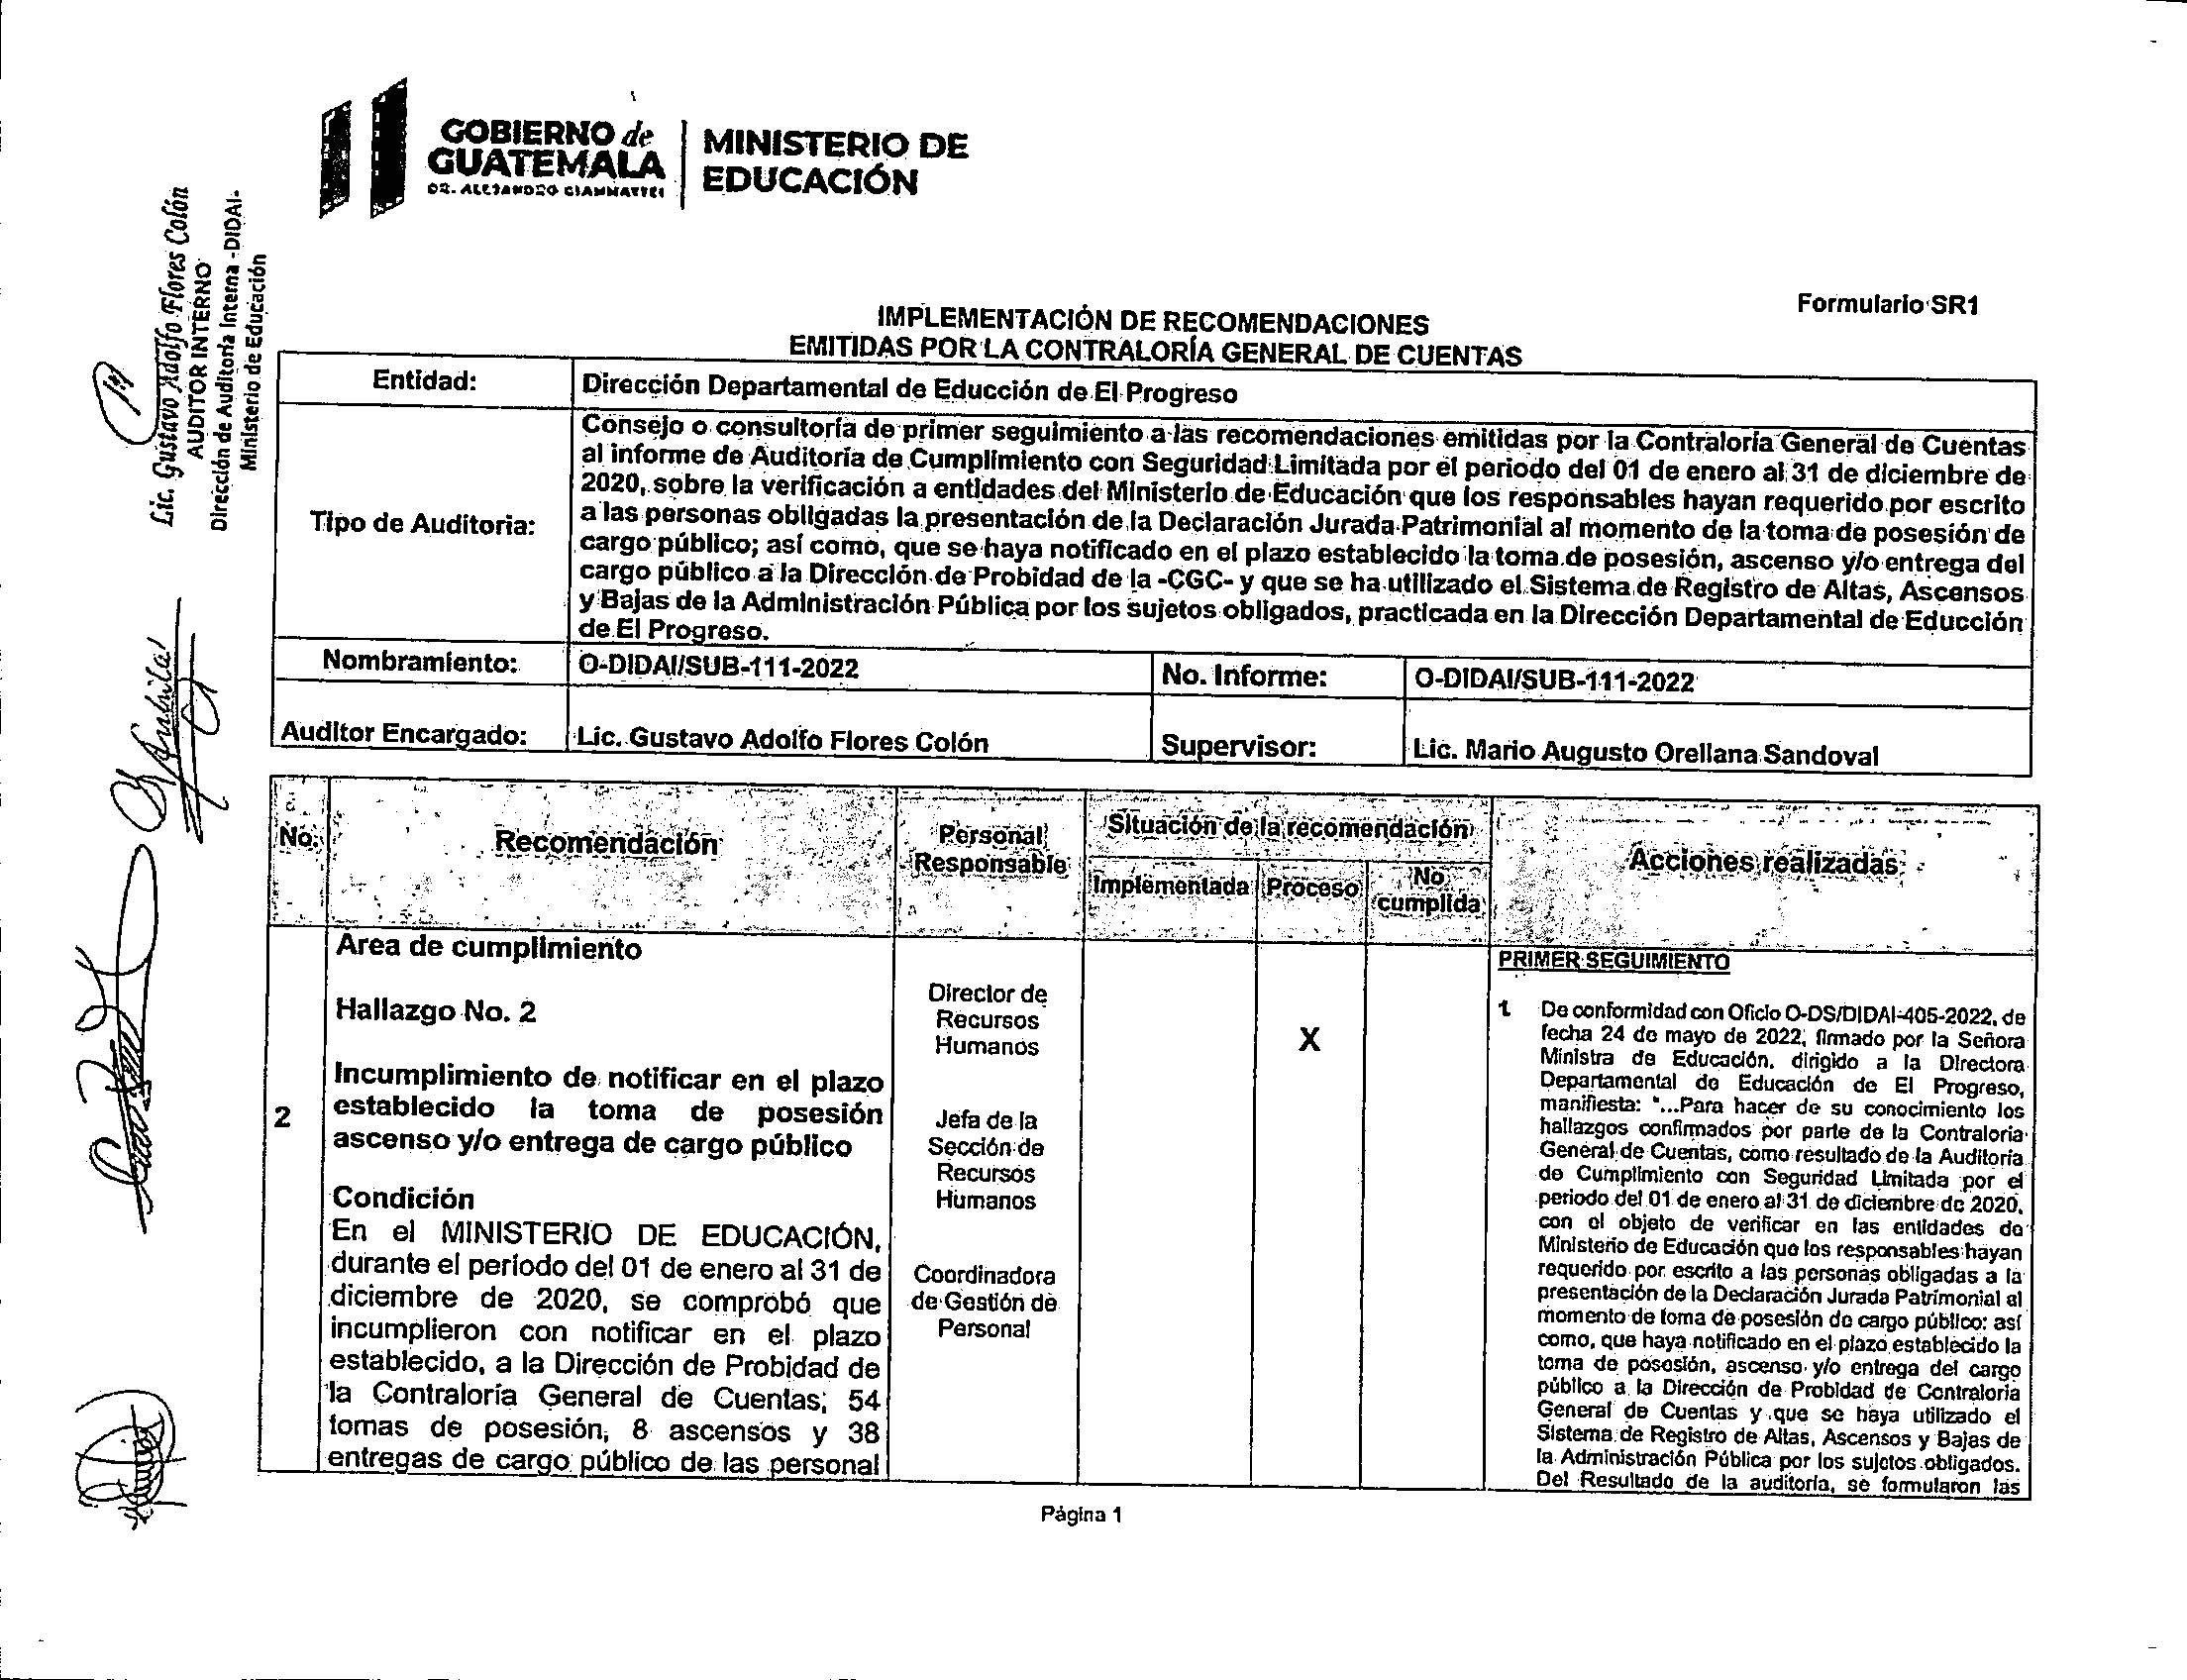 GOBIERNO de
GUATEMALA
DR. ALEJANDRO GIAMMATTEI
MINISTERIO DE
EDUCACIÓN
Lic. Gustavo Adolfo Flores Colón
AUDITOR INTERNO
Dirección de Auditoría Interna -DIDAI-
Ministerio de Educación
Formulario SR1
IMPLEMENTACIÓN DE RECOMENDACIONES
EMITIDAS POR LA CONTRALORÍA GENERAL DE CUENTAS
Entidad:
Dirección Departamental de Educción de El Progreso
Tipo de Auditoria:
Consejo o consultoría de primer seguimiento a las recomendaciones emitidas por la Contraloría General de Cuentas
al informe de Auditoría de Cumplimiento con Seguridad Limitada por el periodo del 01 de enero al 31 de diciembre de
2020, sobre la verificación a entidades del Ministerio de Educación que los responsables hayan requerido por escrito
a las personas obligadas la presentación de la Declaración Jurada Patrimonial al momento de la toma de posesión de
cargo público; así como, que se haya notificado en el plazo establecido la toma de posesión, ascenso y/o entrega del
cargo público a la Dirección de Probidad de la -CGC- y que se ha utilizado el Sistema de Registro de Altas, Ascensos
y Bajas de la Administración Pública por los sujetos obligados, practicada en la Dirección Departamental de Educción
de El Progreso.
Nombramiento:
O-DIDAI/SUB-111-2022
No. Informe:
O-DIDAI/SUB-111-2022
Auditor Encargado:
Lic. Gustavo Adolfo Flores Colón
Supervisor:
Lic. Mario Augusto Orellana Sandoval
No.
Recomendación
Personal
Responsable
Situación de la recomendación
Implementada
Proceso
No
cumplida
Acciones realizadas
2
Area de cumplimiento
Hallazgo No. 2
Incumplimiento de notificar en el plazo
establecido la toma de posesión
ascenso y/o entrega de cargo público
Condición
En el MINISTERIO DE EDUCACIÓN,
durante el periodo del 01 de enero al 31 de
diciembre de 2020, se comprobó que
incumplieron con notificar en el plazo
establecido, a la Dirección de Probidad de
la Contraloría General de Cuentas; 54
tomas de posesión, 8 ascensos y 38
entregas de cargo público de las personal
Director de
Recursos
Humanos
Jefa de la
Sección de
Recursos
Humanos
Coordinadora
de Gestión de
Personal
X
PRIMER SEGUIMIENTO
1 De conformidad con Oficio O-DS/DIDAI-405-2022, de
fecha 24 de mayo de 2022, firmado por la Señora
Ministra de Educación, dirigido a la Directora
Departamental de Educación de El Progreso,
manifiesta: "...Para hacer de su conocimiento los
hallazgos confirmados por parte de la Contraloría
General de Cuentas, como resultado de la Auditoría
de Cumplimiento con Seguridad Limitada por el
periodo del 01 de enero al 31 de diciembre de 2020,
con el objeto de verificar en las entidades de
Ministerio de Educación que los responsables hayan
requerido por escrito a las personas obligadas a la
presentación de la Declaración Jurada Patrimonial al
momento de toma de posesión de cargo público; así
como, que haya notificado en el plazo establecido la
toma de posesión, ascenso y/o entrega del cargo
público a la Dirección de Probidad de Contraloría
General de Cuentas y que se haya utilizado el
Sistema de Registro de Altas, Ascensos y Bajas de
la Administración Pública por los sujetos obligados.
Del Resultado de la auditoría, se formularon las
Página 1